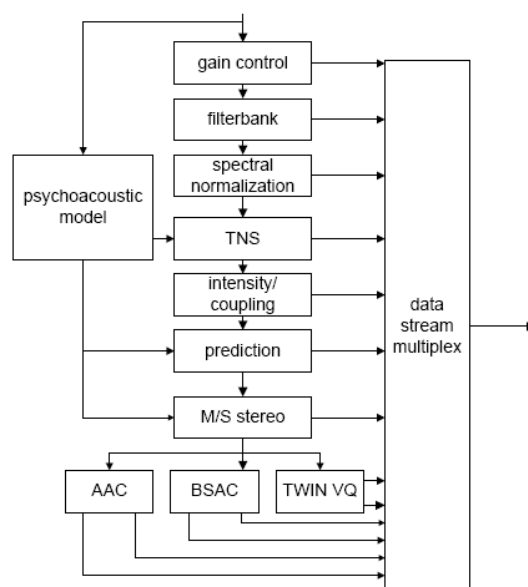 gain control
filterbank
spectral
normalization
psychoacoustic
model
TNS
intensity/
coupling
data
stream
multiplex
prediction
M/S stereo
AAC
BSAC
TWIN VQ